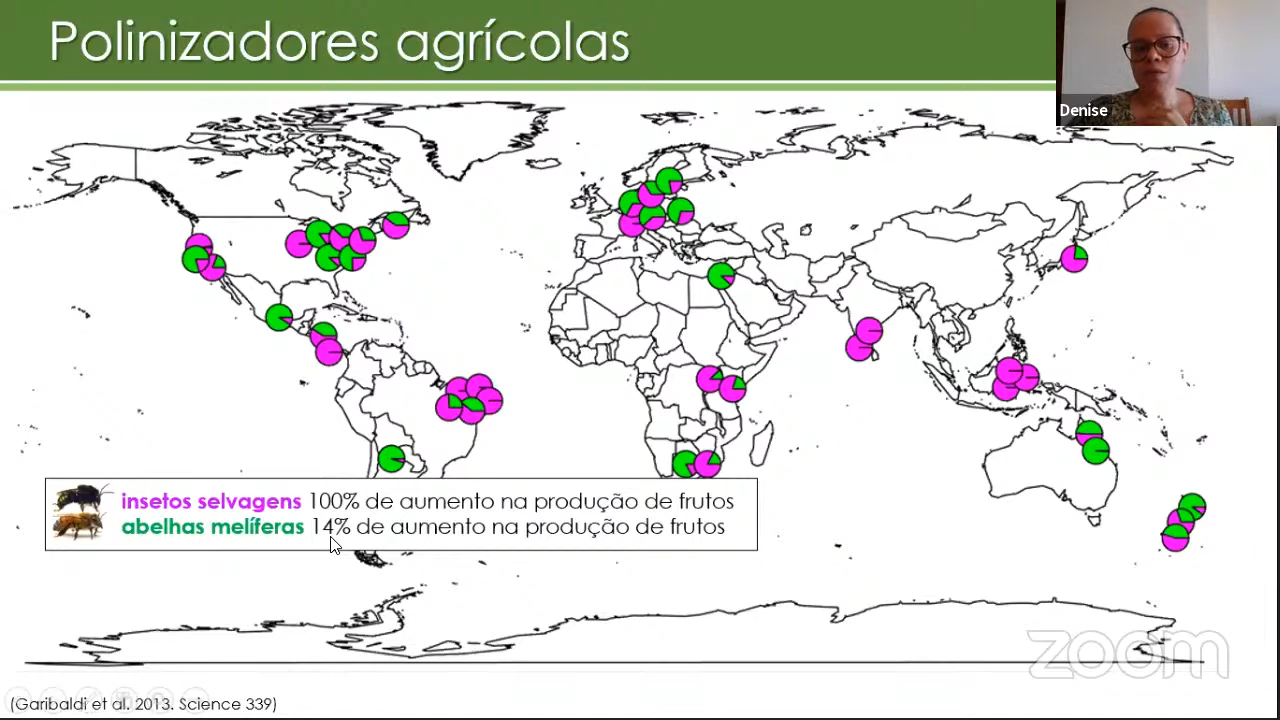 Polinizadores agrícolas
Denise
insetos selvagens 100% de aumento na produção de frutos
abelhas melíferas 14% de aumento na produção de frutos
zoom
(Garibaldi et al. 2013. Science 339)